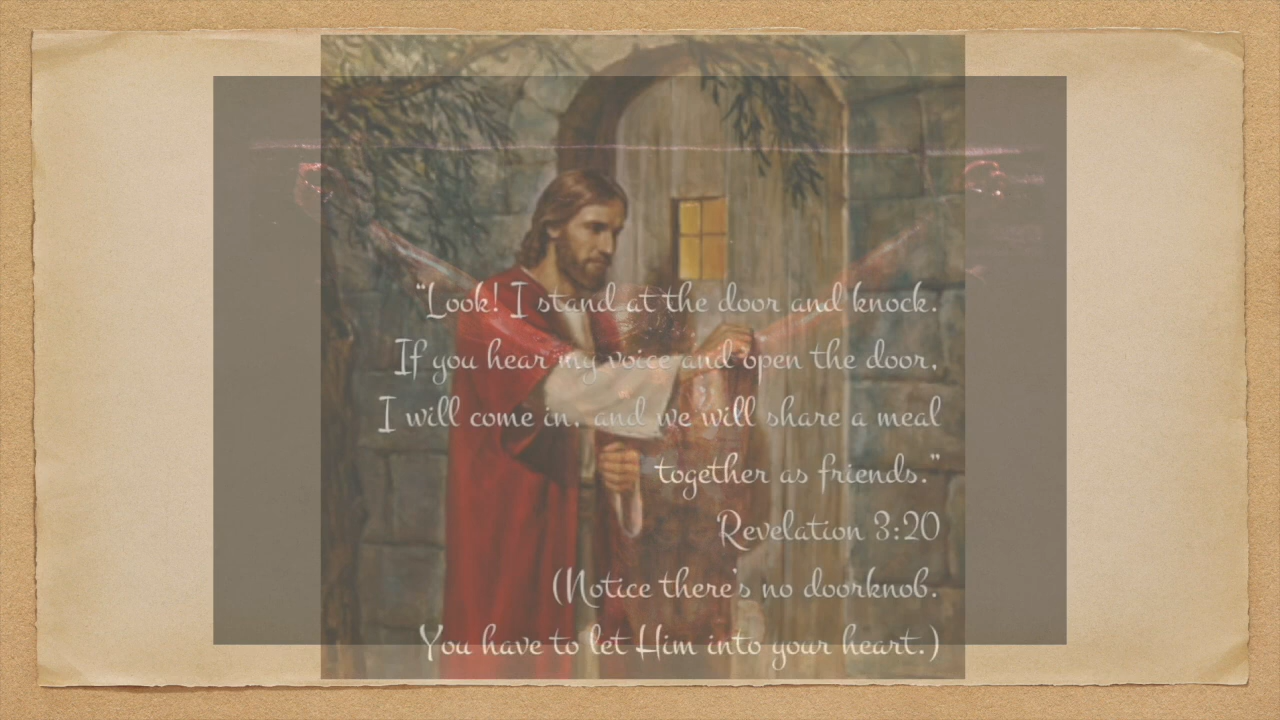 “Look! I stand at the door and knock.
If you hear my voice and open the door,
I will come in, and we will share a meal
together as friends.”
Revelation 3:20
(Notice there’s no doorknob.
You have to let Him into your heart.)